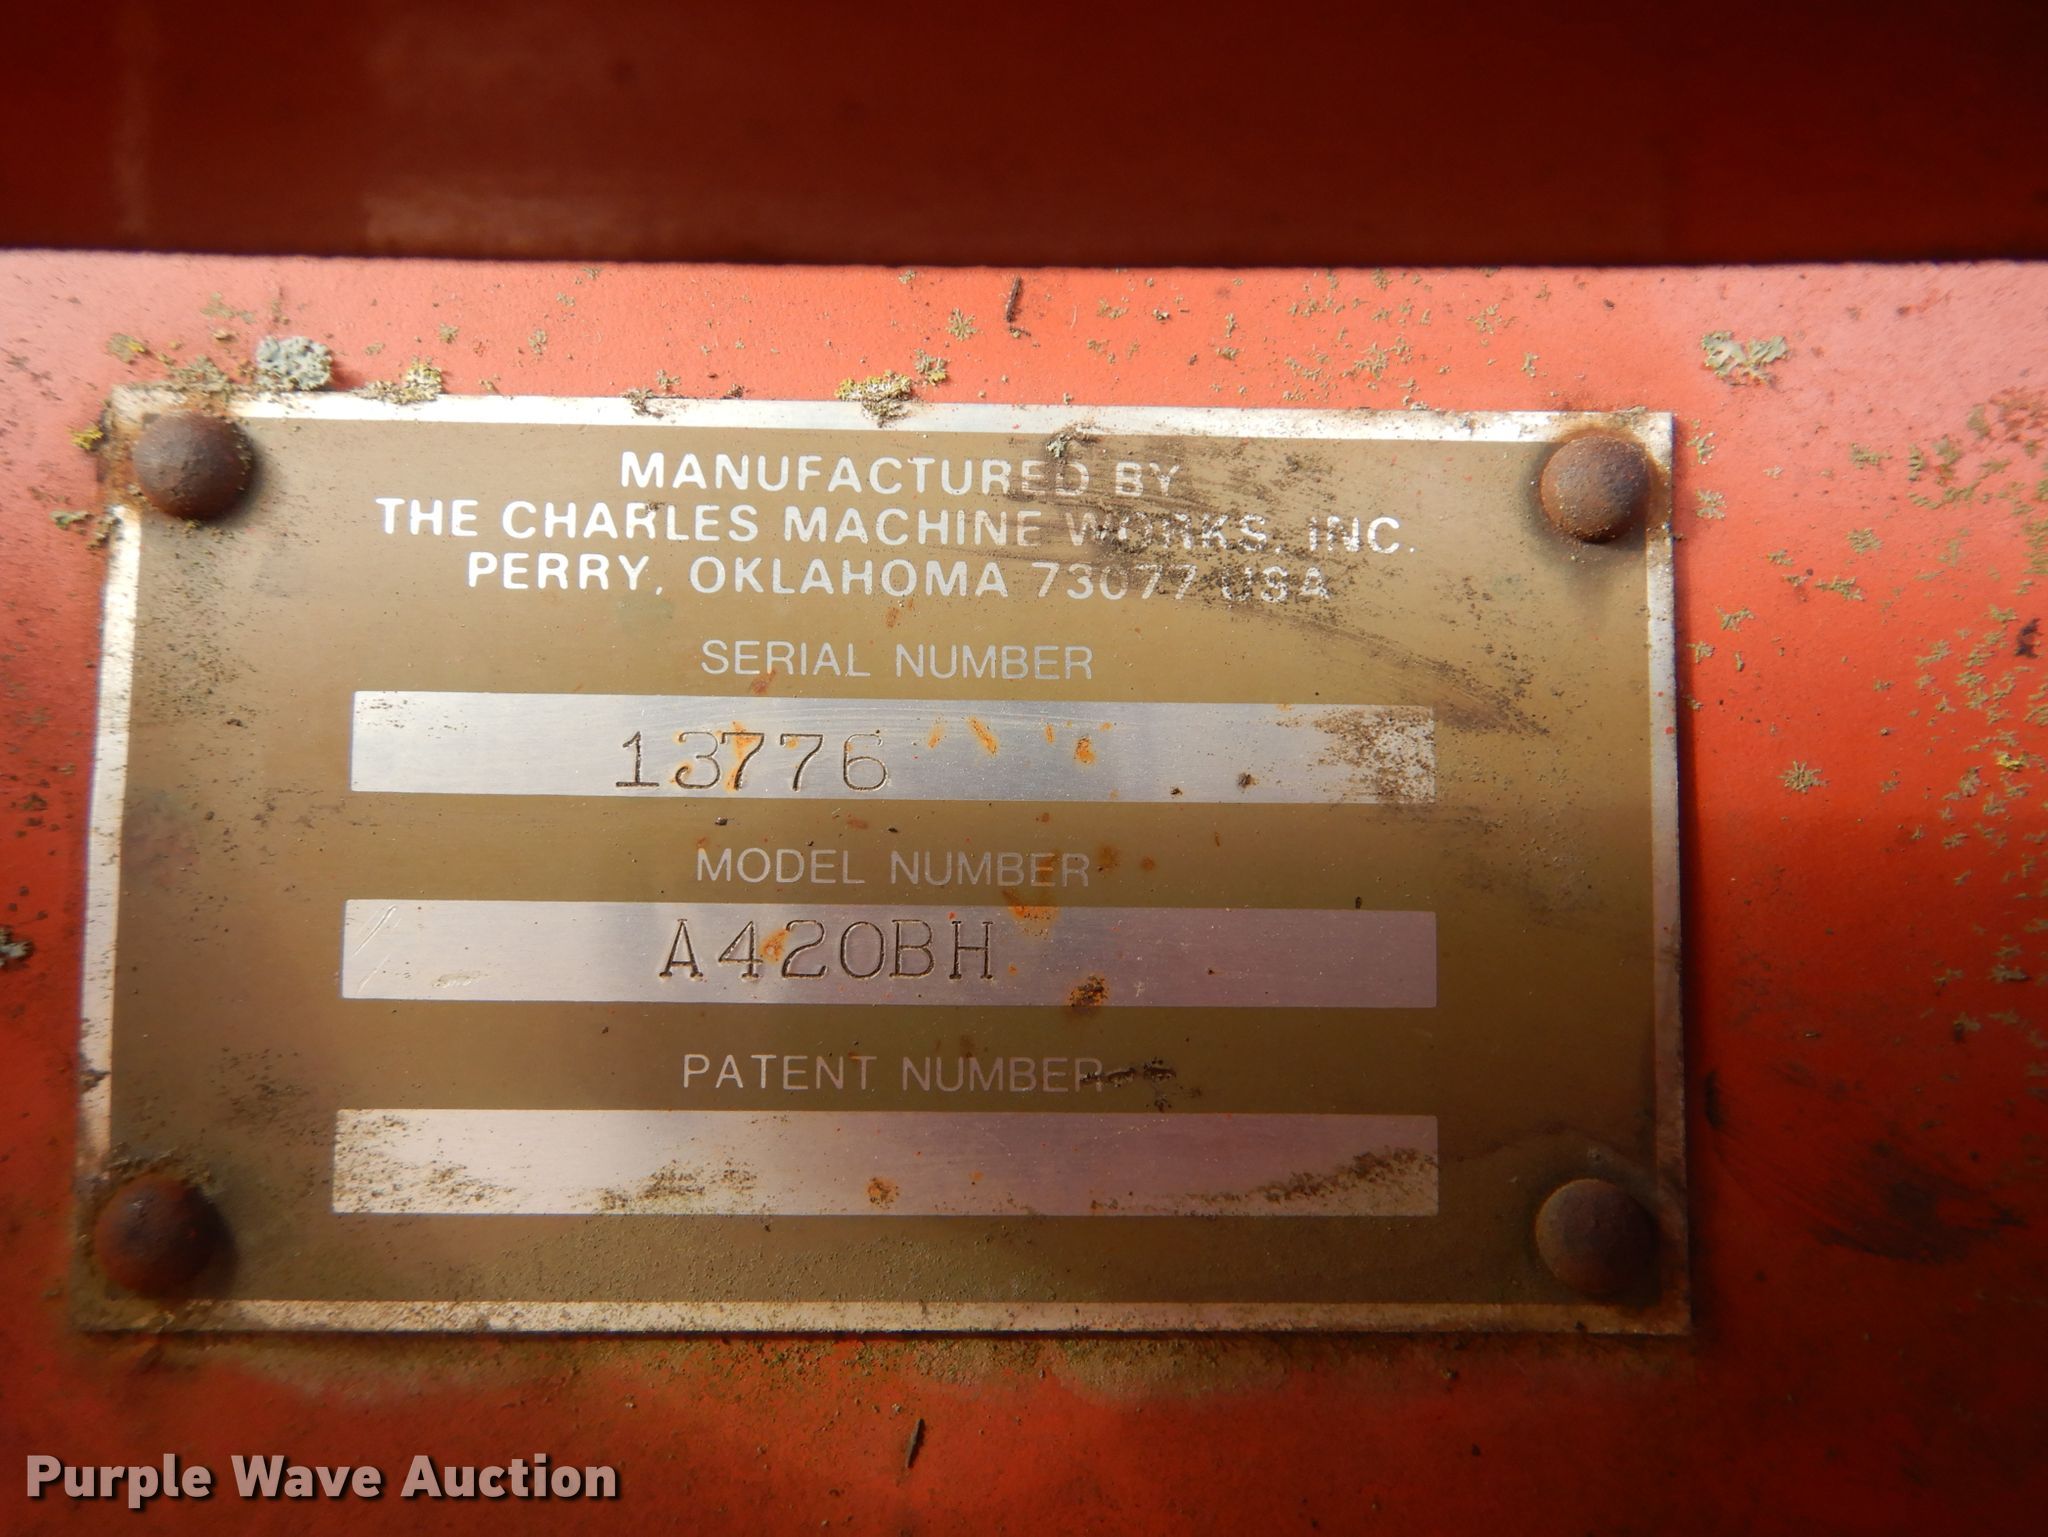 MANUFACTURED BY
THE CHARLES MACHINE WORKS, INC.
PERRY, OKLAHOMA 73077 USA
SERIAL NUMBER
13776
MODEL NUMBER
A420BH
PATENT NUMBER
Purple Wave Auction